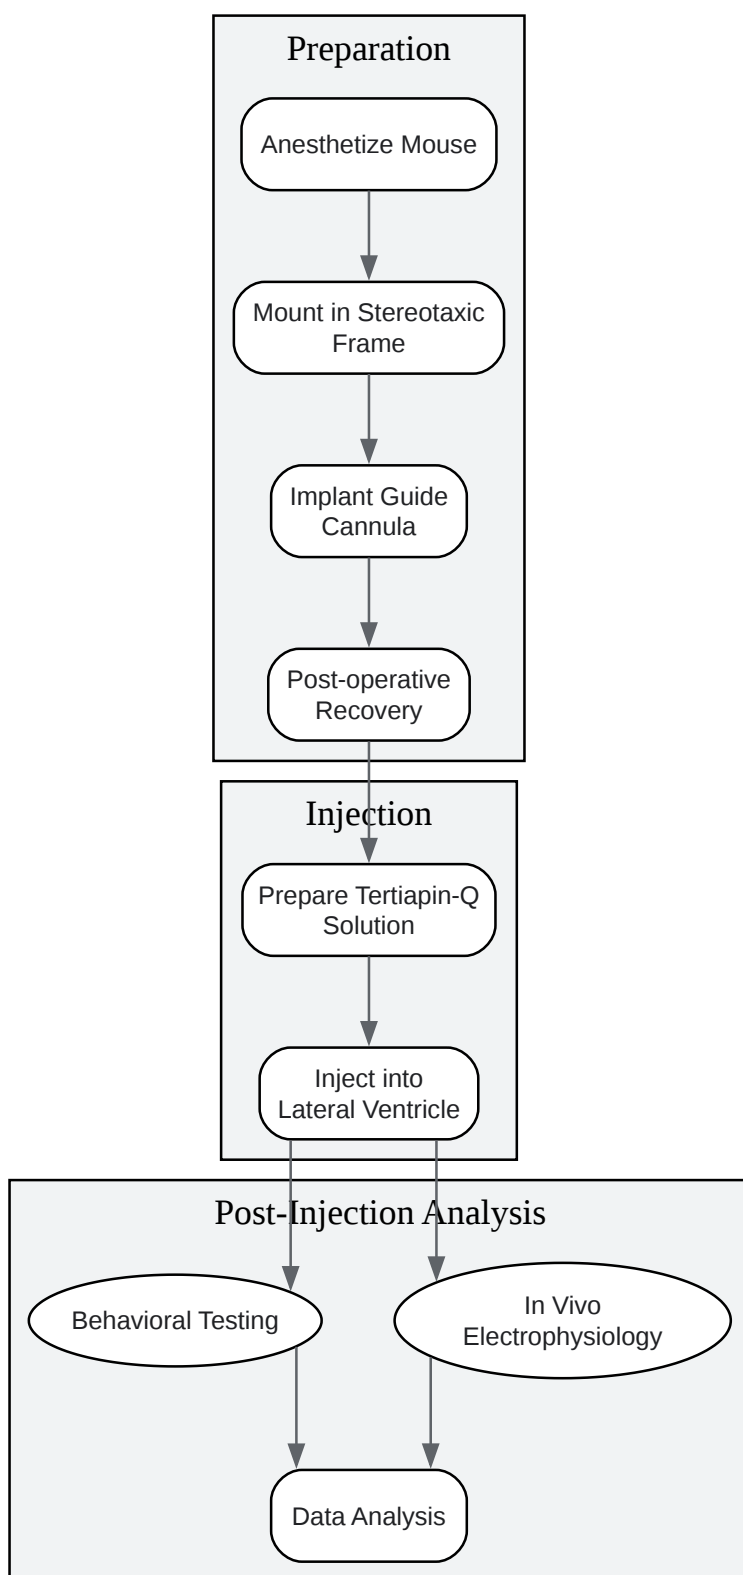 Preparation
Anesthetize Mouse
Mount in Stereotaxic
Frame
Implant Guide
Cannula
Post-operative
Recovery
Injection
Prepare Tertiapin-Q
Solution
Inject into
Lateral Ventricle
Post-Injection Analysis
Behavioral Testing
In Vivo
Electrophysiology
Data Analysis